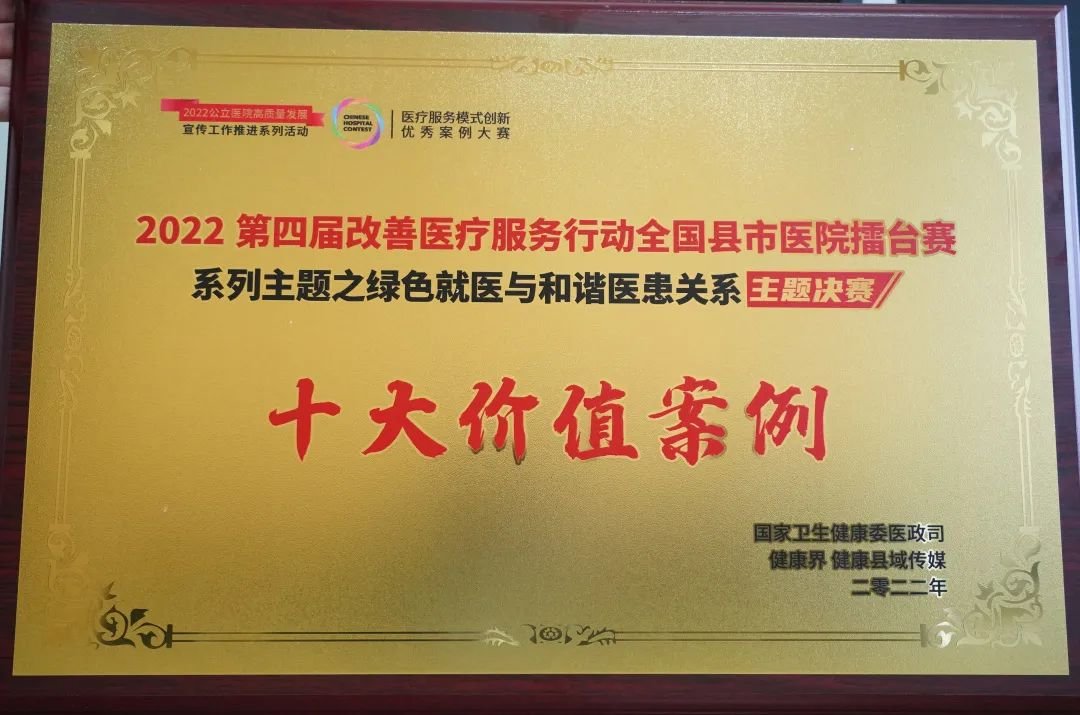 2022公立医院高质量发展
宣传工作推进系列活动
CHINESE
HOSPITAL
CONTEST
医疗服务模式创新
优秀案例大赛
2022 第四届改善医疗服务行动全国县市医院擂台赛
系列主题之绿色就医与和谐医患关系 主题决赛
十大价值案例
国家卫生健康委医政司
健康界 健康县域传媒
二零二二年